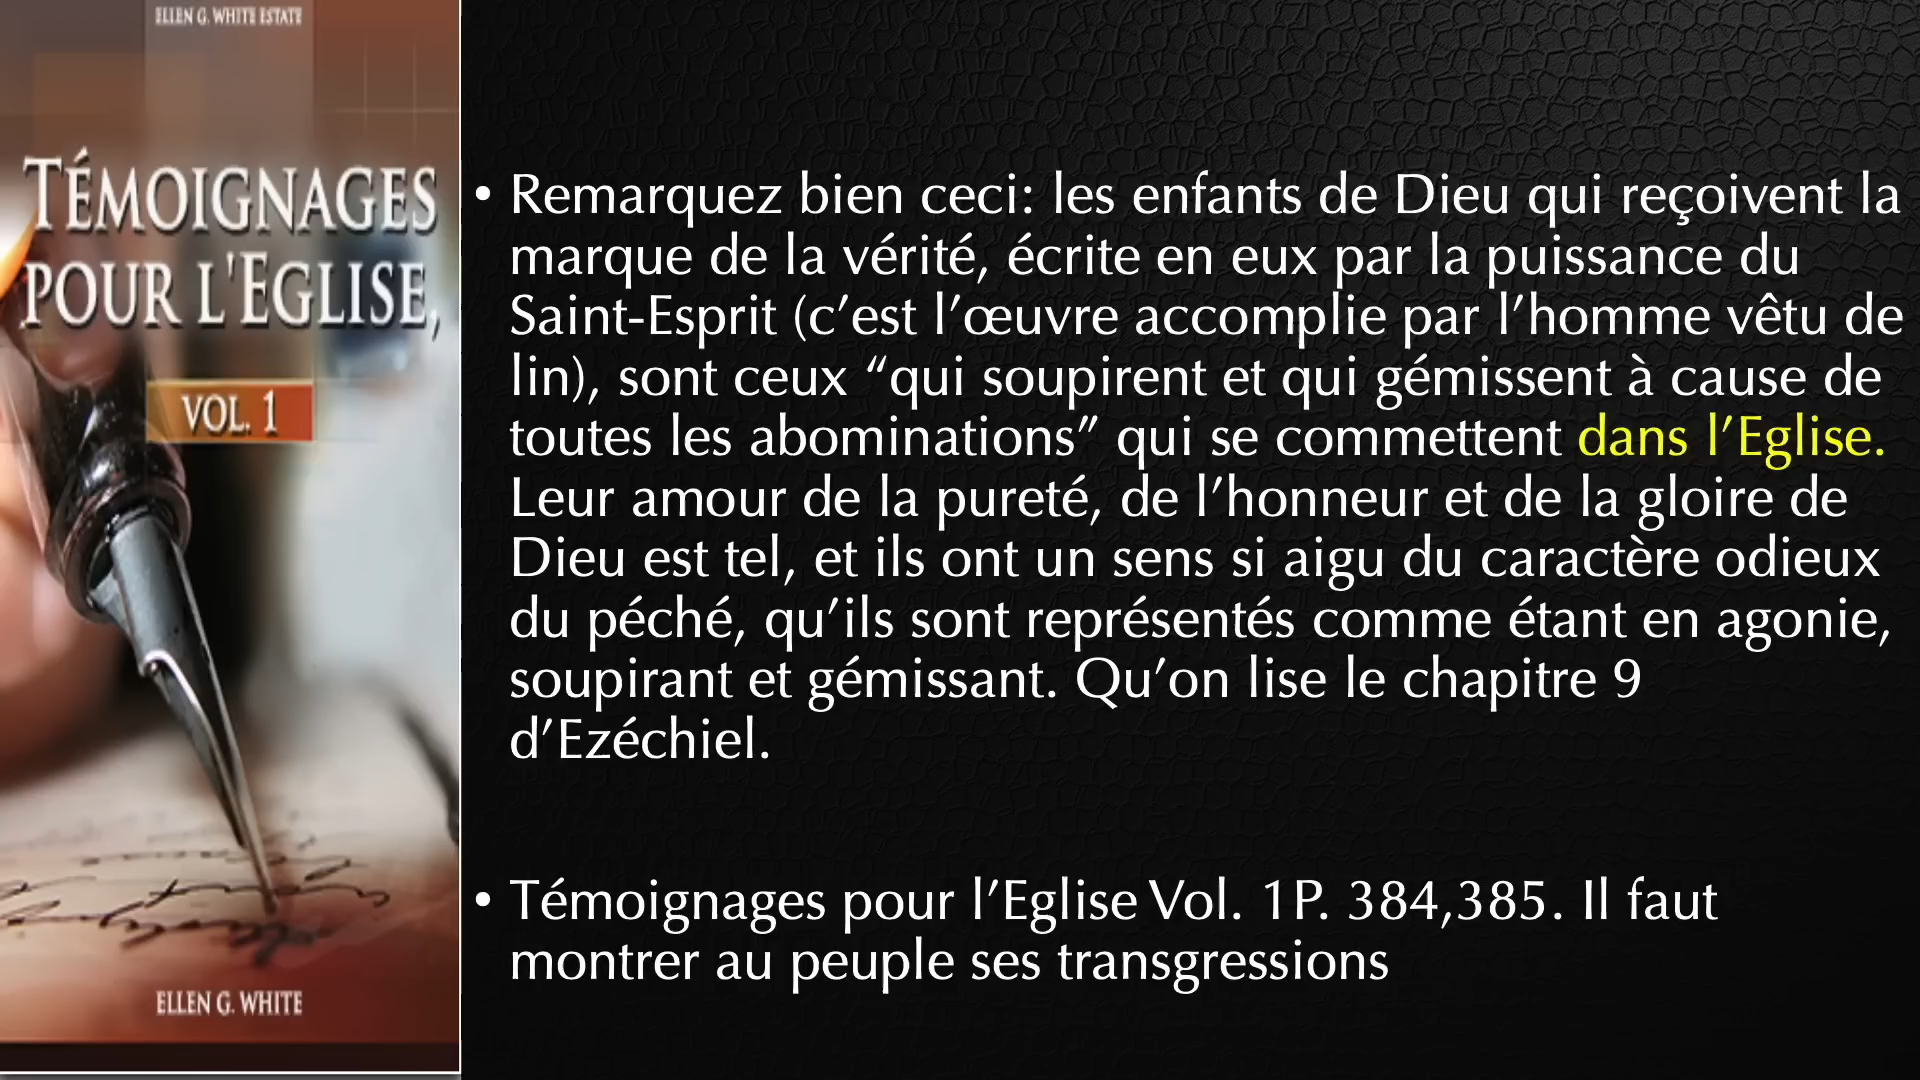 ELLEN G. WHITE ESTATE
TÉMOIGNAGES
POUR L'EGLISE,
VOL. 1
ELLEN G. WHITE
• Remarquez bien ceci: les enfants de Dieu qui reçoivent la
marque de la vérité, écrite en eux par la puissance du
Saint-Esprit (c’est l’œuvre accomplie par l’homme vêtu de
lin), sont ceux “qui soupirent et qui gémissent à cause de
toutes les abominations” qui se commettent dans l’Eglise.
Leur amour de la pureté, de l’honneur et de la gloire de
Dieu est tel, et ils ont un sens si aigu du caractère odieux
du péché, qu’ils sont représentés comme étant en agonie,
soupirant et gémissant. Qu’on lise le chapitre 9
d’Ezéchiel.
• Témoignages pour l’Eglise Vol. 1P. 384,385. Il faut
montrer au peuple ses transgressions